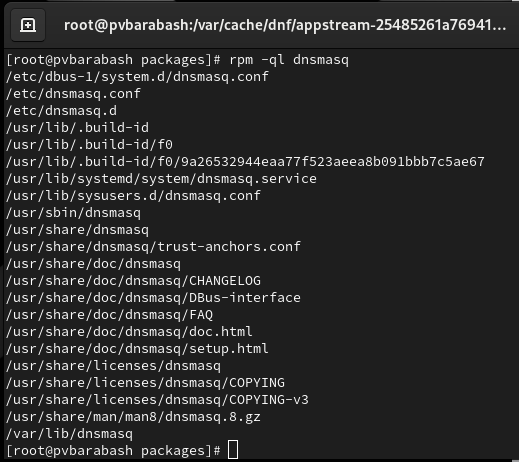 root@pvbarabash:/var/cache/dnf/appstream-25485261a76941...
[root@pvbarabash packages]# rpm -ql dnsmasq
/etc/dbus-1/system.d/dnsmasq.conf
/etc/dnsmasq.conf
/etc/dnsmasq.d
/usr/lib/.build-id
/usr/lib/.build-id/f0
/usr/lib/.build-id/f0/9a26532944eaa77f523aeea8b091bbb7c5ae67
/usr/lib/systemd/system/dnsmasq.service
/usr/lib/sysusers.d/dnsmasq.conf
/usr/sbin/dnsmasq
/usr/share/dnsmasq
/usr/share/dnsmasq/trust-anchors.conf
/usr/share/doc/dnsmasq
/usr/share/doc/dnsmasq/CHANGELOG
/usr/share/doc/dnsmasq/DBus-interface
/usr/share/doc/dnsmasq/FAQ
/usr/share/doc/dnsmasq/doc.html
/usr/share/doc/dnsmasq/setup.html
/usr/share/licenses/dnsmasq
/usr/share/licenses/dnsmasq/COPYING
/usr/share/licenses/dnsmasq/COPYING-v3
/usr/share/man/man8/dnsmasq.8.gz
/var/lib/dnsmasq
[root@pvbarabash packages]#